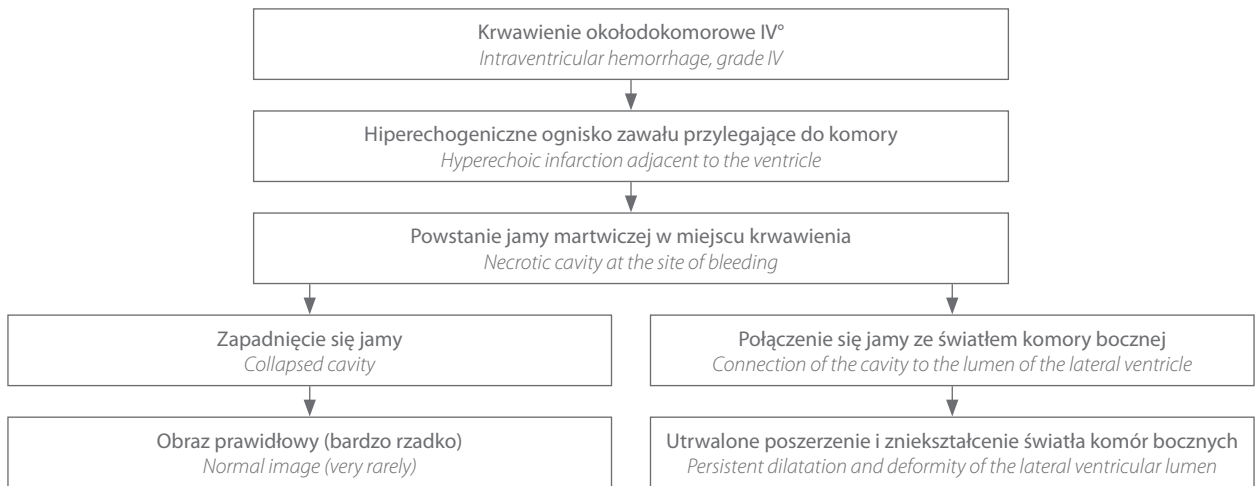 Krwawienie okołodokomorowe IV°
Intraventricular hemorrhage, grade IV
Hiperechogeniczne ognisko zawału przylegające do komory
Hyperechoic infarction adjacent to the ventricle
Powstanie jamy martwiczej w miejscu krwawienia
Necrotic cavity at the site of bleeding
Zapadnięcie się jamy
Collapsed cavity
Połączenie się jamy ze światłem komory bocznej
Connection of the cavity to the lumen of the lateral ventricle
Obraz prawidłowy (bardzo rzadko)
Normal image (very rarely)
Utrwalone poszerzenie i zniekształcenie światła komór bocznych
Persistent dilatation and deformity of the lateral ventricular lumen